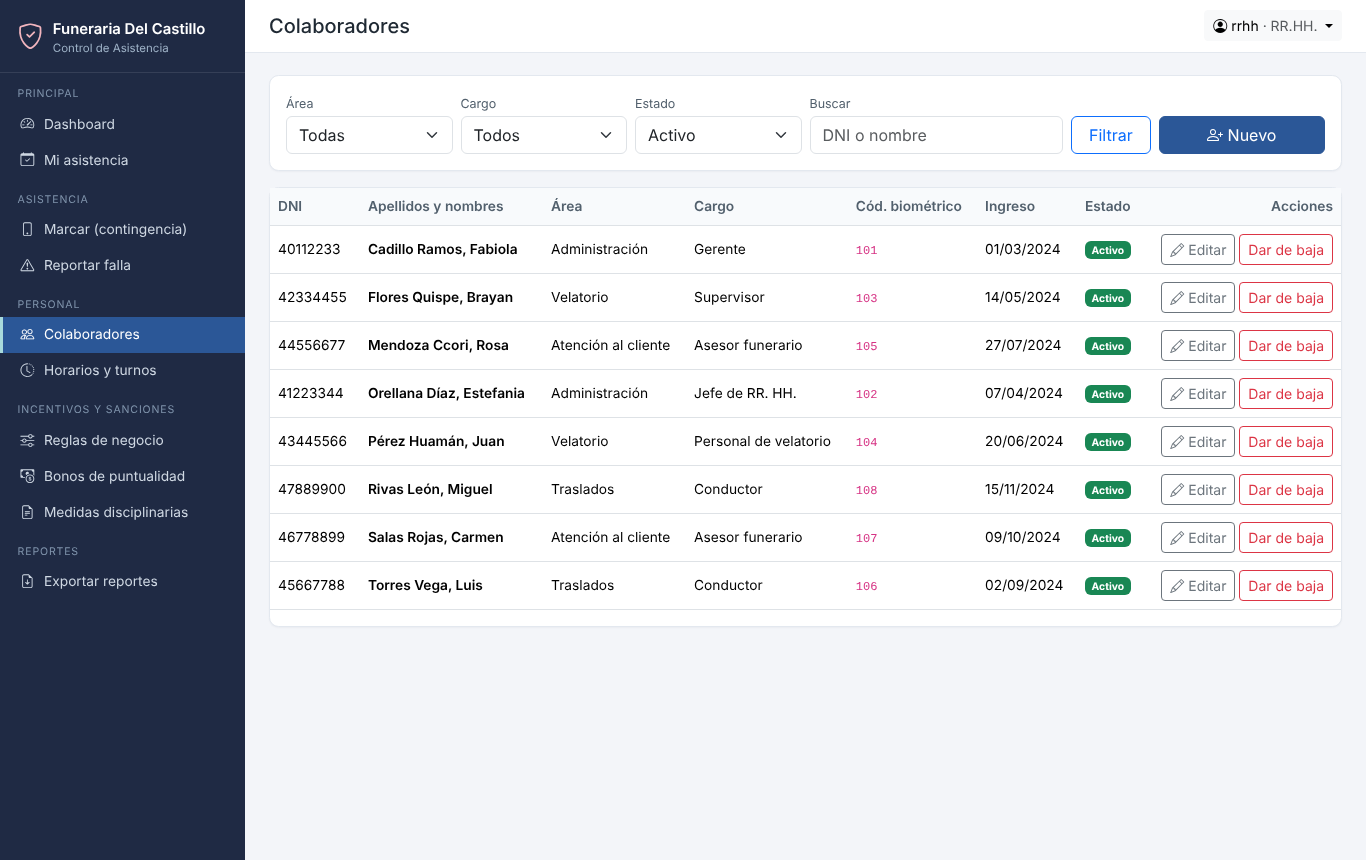 Funeraria Del Castillo
Control de Asistencia
PRINCIPAL
Dashboard
Mi asistencia
ASISTENCIA
Marcar (contingencia)
Reportar falla
PERSONAL
Colaboradores
Horarios y turnos
INCENTIVOS Y SANCIONES
Reglas de negocio
Bonos de puntualidad
Medidas disciplinarias
REPORTES
Exportar reportes
Colaboradores
rrhh · RR.HH.
Área Cargo Estado Buscar
Todas Todos Activo DNI o nombre Filtrar Nuevo
DNI Apellidos y nombres Área Cargo Cód. biométrico Ingreso Estado Acciones
40112233 Cadillo Ramos, Fabiola Administración Gerente 101 01/03/2024 Activo Editar Dar de baja
42334455 Flores Quispe, Brayan Velatorio Supervisor 103 14/05/2024 Activo Editar Dar de baja
44556677 Mendoza Ccori, Rosa Atención al cliente Asesor funerario 105 27/07/2024 Activo Editar Dar de baja
41223344 Orellana Díaz, Estefania Administración Jefe de RR. HH. 102 07/04/2024 Activo Editar Dar de baja
43445566 Pérez Huamán, Juan Velatorio Personal de velatorio 104 20/06/2024 Activo Editar Dar de baja
47889900 Rivas León, Miguel Traslados Conductor 108 15/11/2024 Activo Editar Dar de baja
46778899 Salas Rojas, Carmen Atención al cliente Asesor funerario 107 09/10/2024 Activo Editar Dar de baja
45667788 Torres Vega, Luis Traslados Conductor 106 02/09/2024 Activo Editar Dar de baja